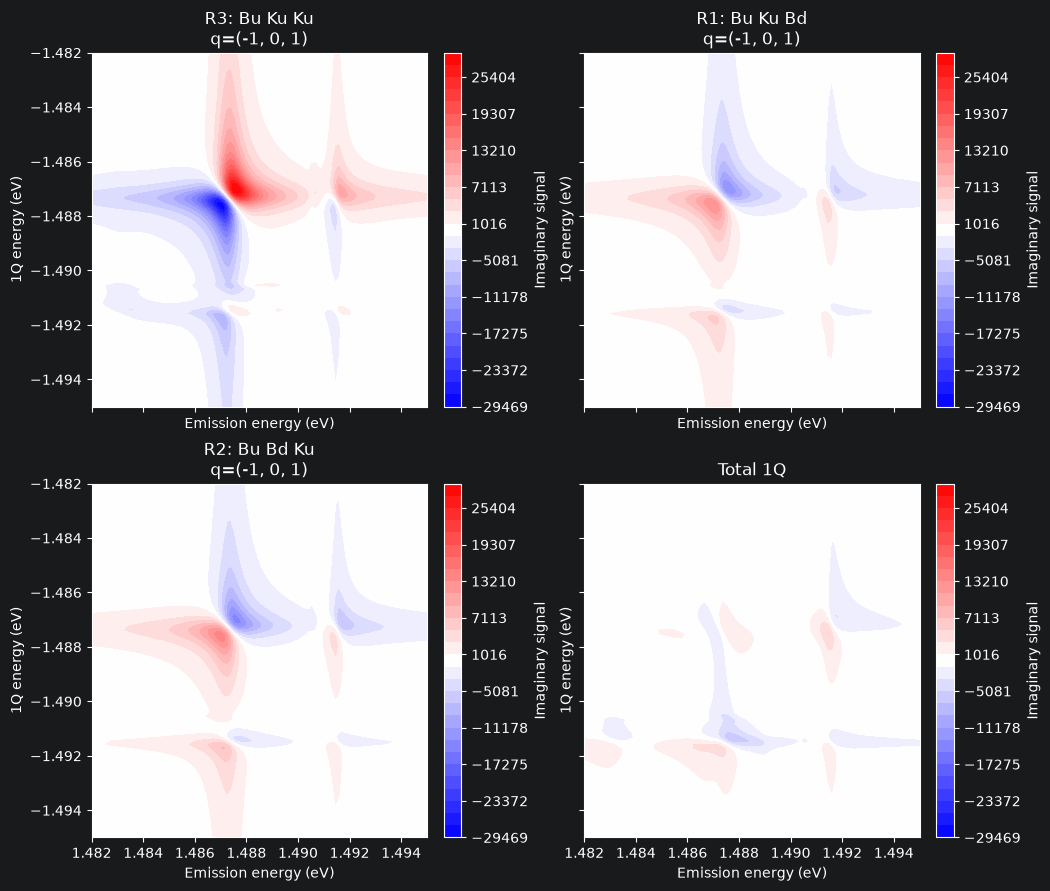 R3: Bu Ku Ku
q=(-1, 0, 1)
−1.482
−1.484
−1.486
−1.488
−1.490
−1.492
−1.494
1Q energy (eV)
Emission energy (eV)
25404
19307
13210
7113
1016
−5081
−11178
−17275
−23372
−29469
Imaginary signal
R1: Bu Ku Bd
q=(-1, 0, 1)
1Q energy (eV)
Emission energy (eV)
25404
19307
13210
7113
1016
−5081
−11178
−17275
−23372
−29469
Imaginary signal
R2: Bu Bd Ku
q=(-1, 0, 1)
−1.482
−1.484
−1.486
−1.488
−1.490
−1.492
−1.494
1Q energy (eV)
1.482 1.484 1.486 1.488 1.490 1.492 1.494
Emission energy (eV)
25404
19307
13210
7113
1016
−5081
−11178
−17275
−23372
−29469
Imaginary signal
Total 1Q
1Q energy (eV)
1.482 1.484 1.486 1.488 1.490 1.492 1.494
Emission energy (eV)
25404
19307
13210
7113
1016
−5081
−11178
−17275
−23372
−29469
Imaginary signal